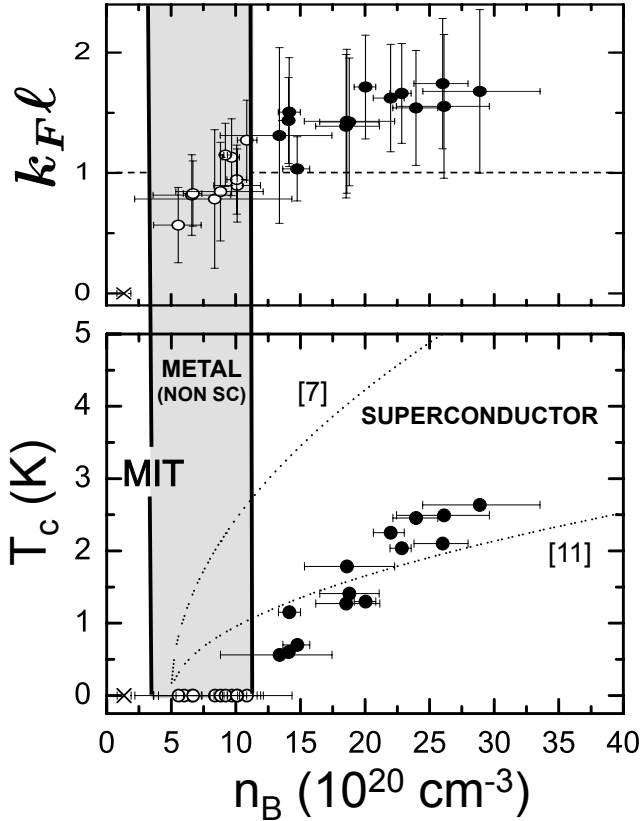 k_Fℓ
2
1
0
T_c (K)
5
4
3
2
1
0
METAL
(NON SC)
[7]
SUPERCONDUCTOR
MIT
[11]
0 5 10 15 20 25 30 35 40
n_B (10^20 cm^-3)